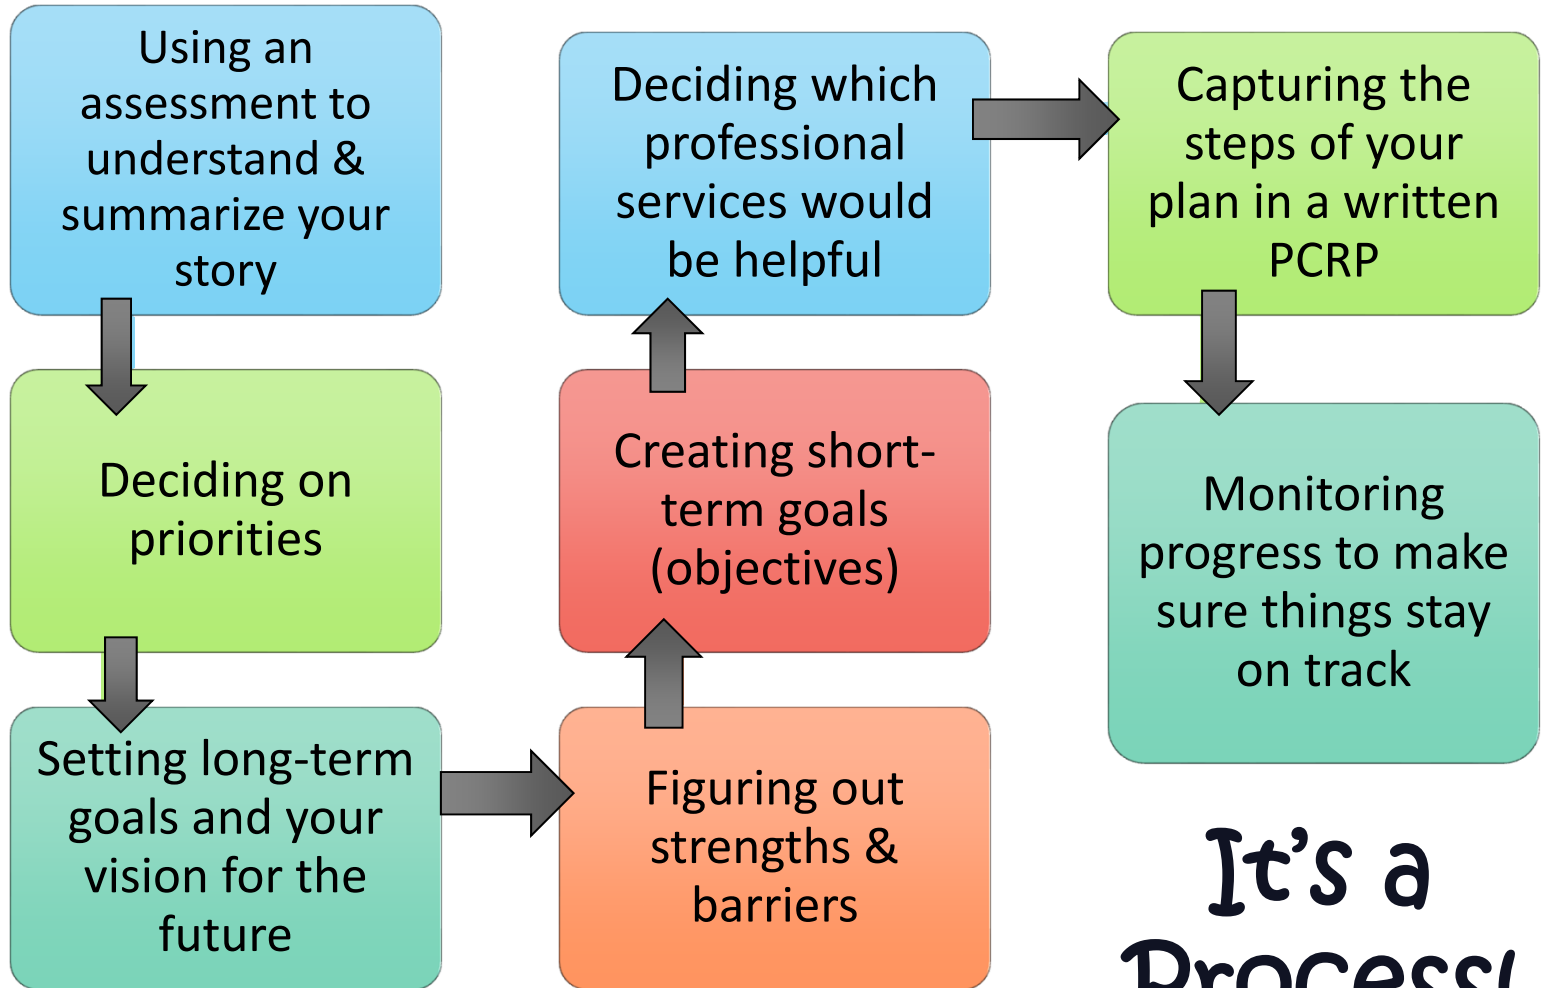 Using an
assessment to
understand &
summarize your
story
Deciding on
priorities
Setting long-term
goals and your
vision for the
future
Figuring out
strengths &
barriers
Creating short-
term goals
(objectives)
Deciding which
professional
services would
be helpful
Capturing the
steps of your
plan in a written
PCRP
Monitoring
progress to make
sure things stay
on track
It's a
Process!